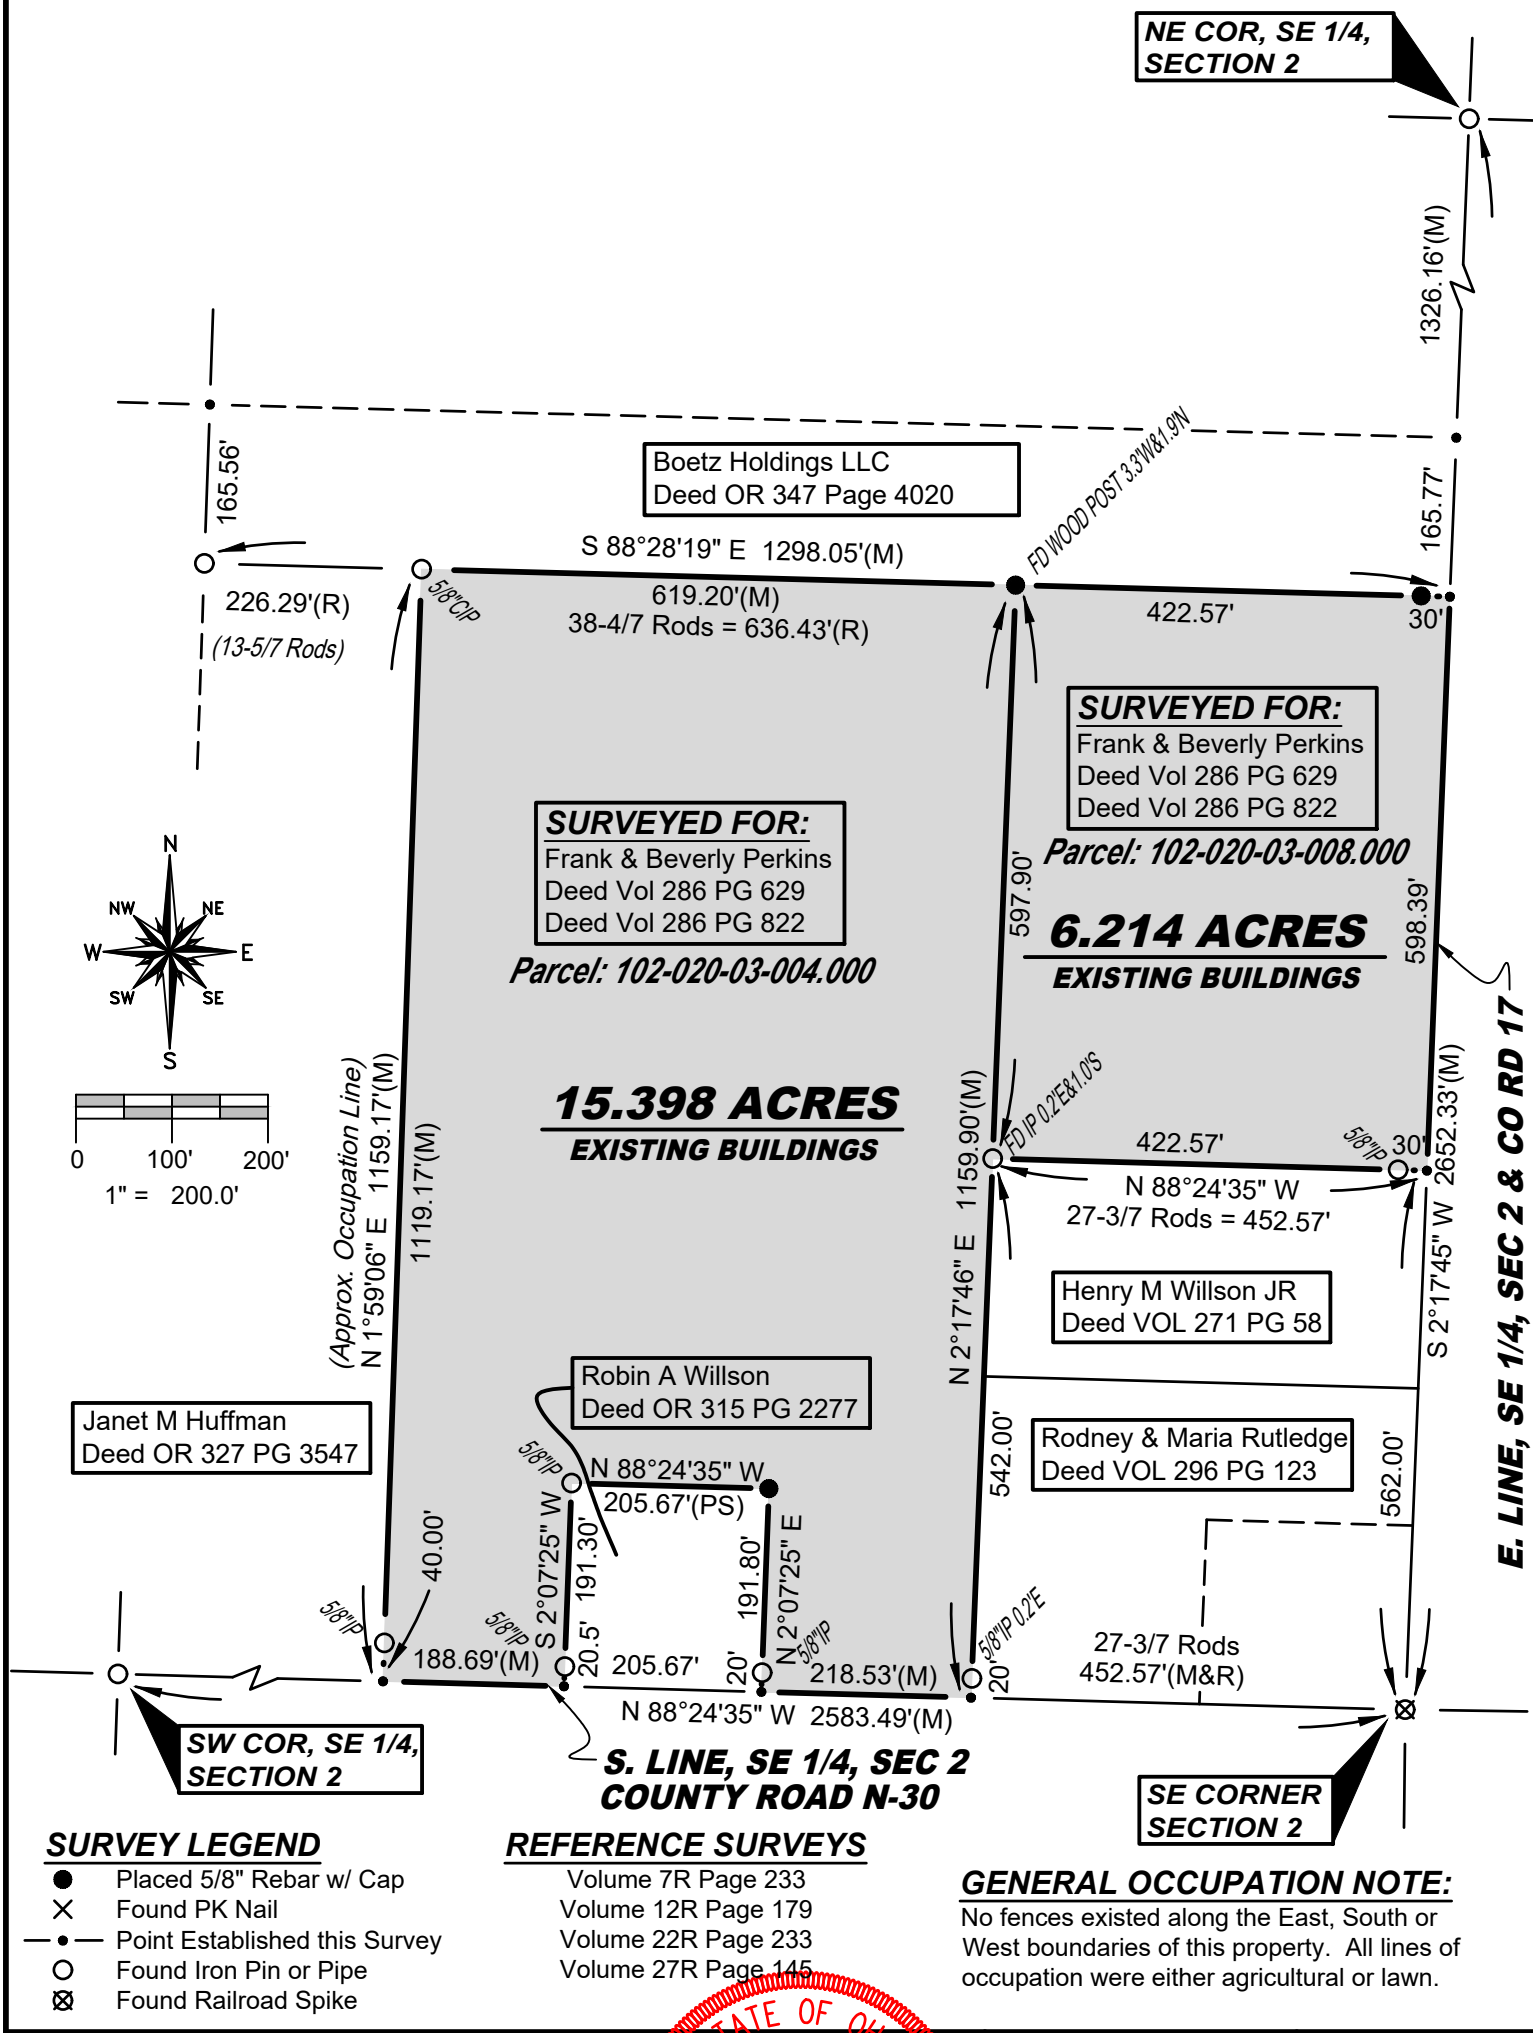 NE COR, SE 1/4,
SECTION 2
1326.16'(M)
165.56'
165.77'
Boetz Holdings LLC
Deed OR 347 Page 4020
FD WOOD POST 3.3'W&1.9'N
S 88°28'19" E 1298.05'(M)
226.29'(R)
(13-5/7 Rods)
5/8"CIP
619.20'(M)
38-4/7 Rods = 636.43'(R)
422.57'
30'
SURVEYED FOR:
Frank & Beverly Perkins
Deed Vol 286 PG 629
Deed Vol 286 PG 822
Parcel: 102-020-03-008.000
6.214 ACRES
EXISTING BUILDINGS
597.90'
598.39'
SURVEYED FOR:
Frank & Beverly Perkins
Deed Vol 286 PG 629
Deed Vol 286 PG 822
Parcel: 102-020-03-004.000
15.398 ACRES
EXISTING BUILDINGS
N
NW
NE
W
E
SW
SE
S
0 100' 200'
1" = 200.0'
(Approx. Occupation Line)
N 1°59'06" E 1159.17'(M)
1119.17'(M)
N 2°17'46" E 1159.90'(M)
FD IP 0.2'E&1.0'S
422.57'
5/8"IP
30'
N 88°24'35" W
27-3/7 Rods = 452.57'
S 2°17'45" W 2652.33'(M)
E. LINE, SE 1/4, SEC 2 & CO RD 17
Henry M Willson JR
Deed VOL 271 PG 58
Robin A Willson
Deed OR 315 PG 2277
Janet M Huffman
Deed OR 327 PG 3547
Rodney & Maria Rutledge
Deed VOL 296 PG 123
542.00'
562.00'
5/8"IP
N 88°24'35" W
205.67'(PS)
S 2°07'25" W
191.30'
191.80'
N 2°07'25" E
40.00'
5/8"IP
5/8"IP
5/8"IP
5/8"IP 0.2'E
188.69'(M)
20.5'
205.67'
20'
218.53'(M)
20'
27-3/7 Rods
452.57'(M&R)
N 88°24'35" W 2583.49'(M)
SW COR, SE 1/4,
SECTION 2
S. LINE, SE 1/4, SEC 2
COUNTY ROAD N-30
SE CORNER
SECTION 2
SURVEY LEGEND
Placed 5/8" Rebar w/ Cap
Found PK Nail
Point Established this Survey
Found Iron Pin or Pipe
Found Railroad Spike
REFERENCE SURVEYS
Volume 7R Page 233
Volume 12R Page 179
Volume 22R Page 233
Volume 27R Page 145
GENERAL OCCUPATION NOTE:
No fences existed along the East, South or
West boundaries of this property. All lines of
occupation were either agricultural or lawn.
OF